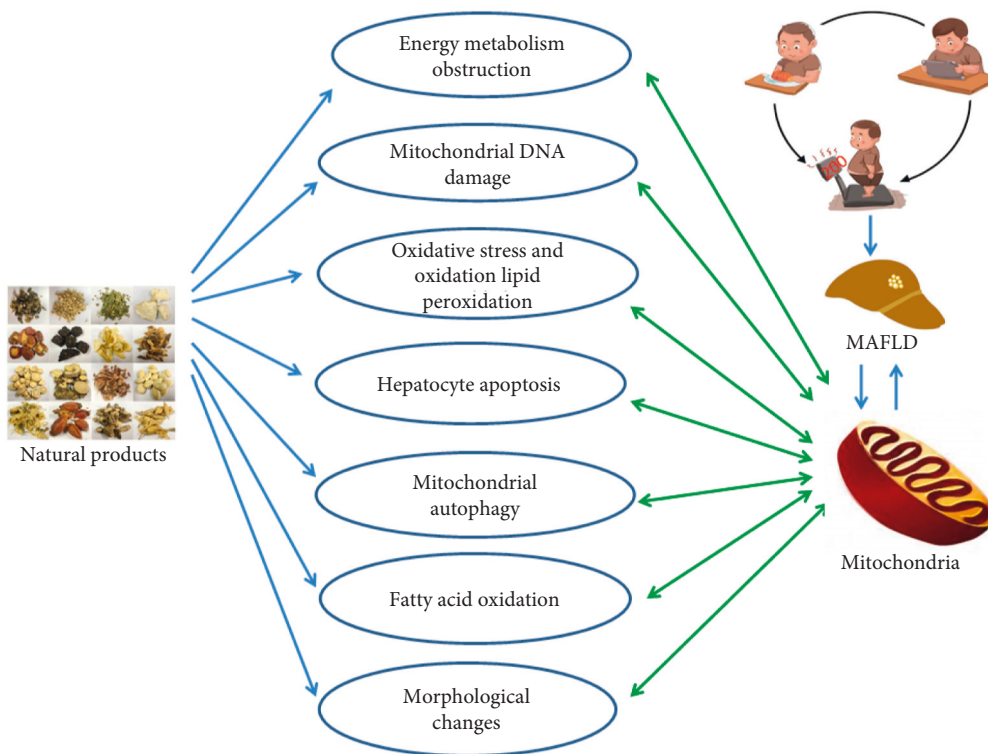 Energy metabolism
obstruction
Mitochondrial DNA
damage
Oxidative stress and
oxidation lipid
peroxidation
Hepatocyte apoptosis
Mitochondrial
autophagy
Fatty acid oxidation
Morphological
changes
Natural products
200
MAFLD
Mitochondria